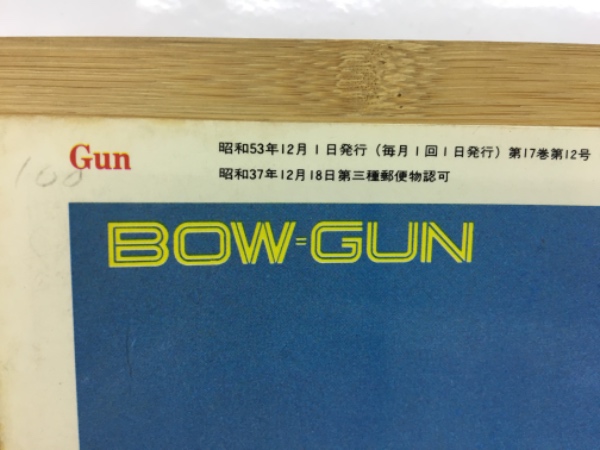 Gun
昭和53年12月1日発行（毎月1回1日発行）第17巻第12号
昭和37年12月18日第三種郵便物認可
100
BOW=GUN